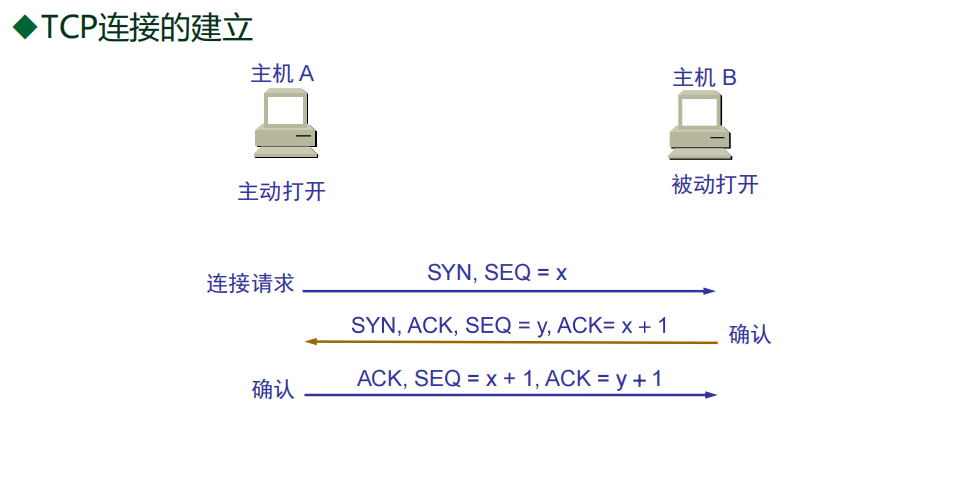 ◆TCP连接的建立
主机 A
主机 B
主动打开
被动打开
连接请求
SYN, SEQ = x
SYN, ACK, SEQ = y, ACK= x + 1
确认
确认
ACK, SEQ = x + 1, ACK = y + 1